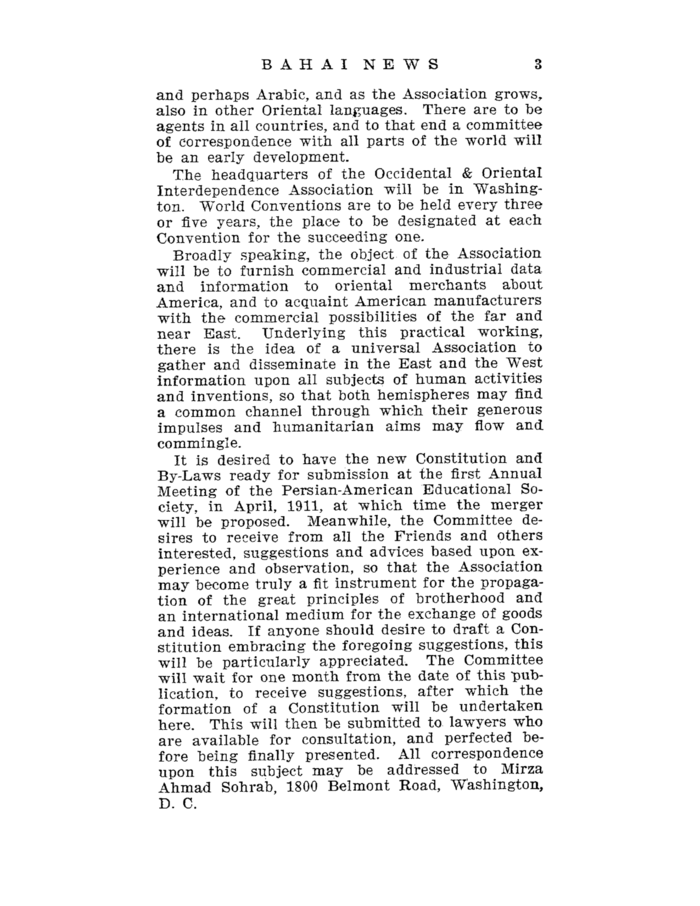 BAHAI NEWS 3
and perhaps Arabic, and as the Association grows,
also in other Oriental languages. There are to be
agents in all countries, and to that end a committee
of correspondence with all parts of the world will
be an early development.
The headquarters of the Occidental & Oriental
Interdependence Association will be in Washing-
ton. World Conventions are to be held every three
or five years, the place to be designated at each
Convention for the succeeding one.
Broadly speaking, the object of the Association
will be to furnish commercial and industrial data
and information to oriental merchants about
America, and to acquaint American manufacturers
with the commercial possibilities of the far and
near East. Underlying this practical working,
there is the idea of a universal Association to
gather and disseminate in the East and the West
information upon all subjects of human activities
and inventions, so that both hemispheres may find
a common channel through which their generous
impulses and humanitarian aims may flow and
commingle.
It is desired to have the new Constitution and
By-Laws ready for submission at the first Annual
Meeting of the Persian-American Educational So-
ciety, in April, 1911, at which time the merger
will be proposed. Meanwhile, the Committee de-
sires to receive from all the Friends and others
interested, suggestions and advices based upon ex-
perience and observation, so that the Association
may become truly a fit instrument for the propaga-
tion of the great principles of brotherhood and
an international medium for the exchange of goods
and ideas. If anyone should desire to draft a Con-
stitution embracing the foregoing suggestions, this
will be particularly appreciated. The Committee
will wait for one month from the date of this pub-
lication, to receive suggestions, after which the
formation of a Constitution will be undertaken
here. This will then be submitted to lawyers who
are available for consultation, and perfected be-
fore being finally presented. All correspondence
upon this subject may be addressed to Mirza
Ahmad Sohrab, 1800 Belmont Road, Washington,
D. C.